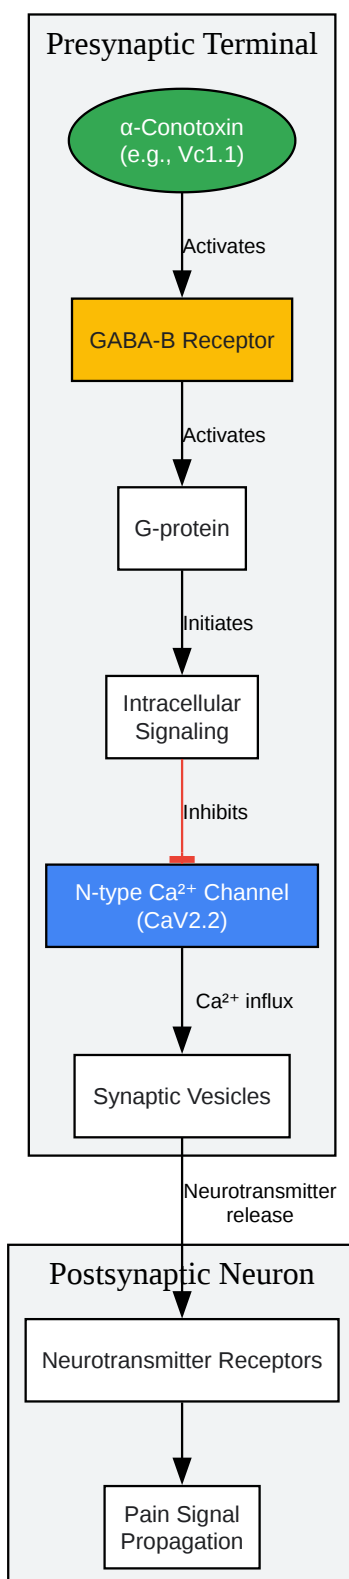 Presynaptic Terminal
α-Conotoxin
(e.g., Vc1.1)
Activates
GABA-B Receptor
Activates
G-protein
Initiates
Intracellular
Signaling
Inhibits
N-type Ca²⁺ Channel
(CaV2.2)
Ca²⁺ influx
Synaptic Vesicles
Neurotransmitter
release
Postsynaptic Neuron
Neurotransmitter Receptors
Pain Signal
Propagation